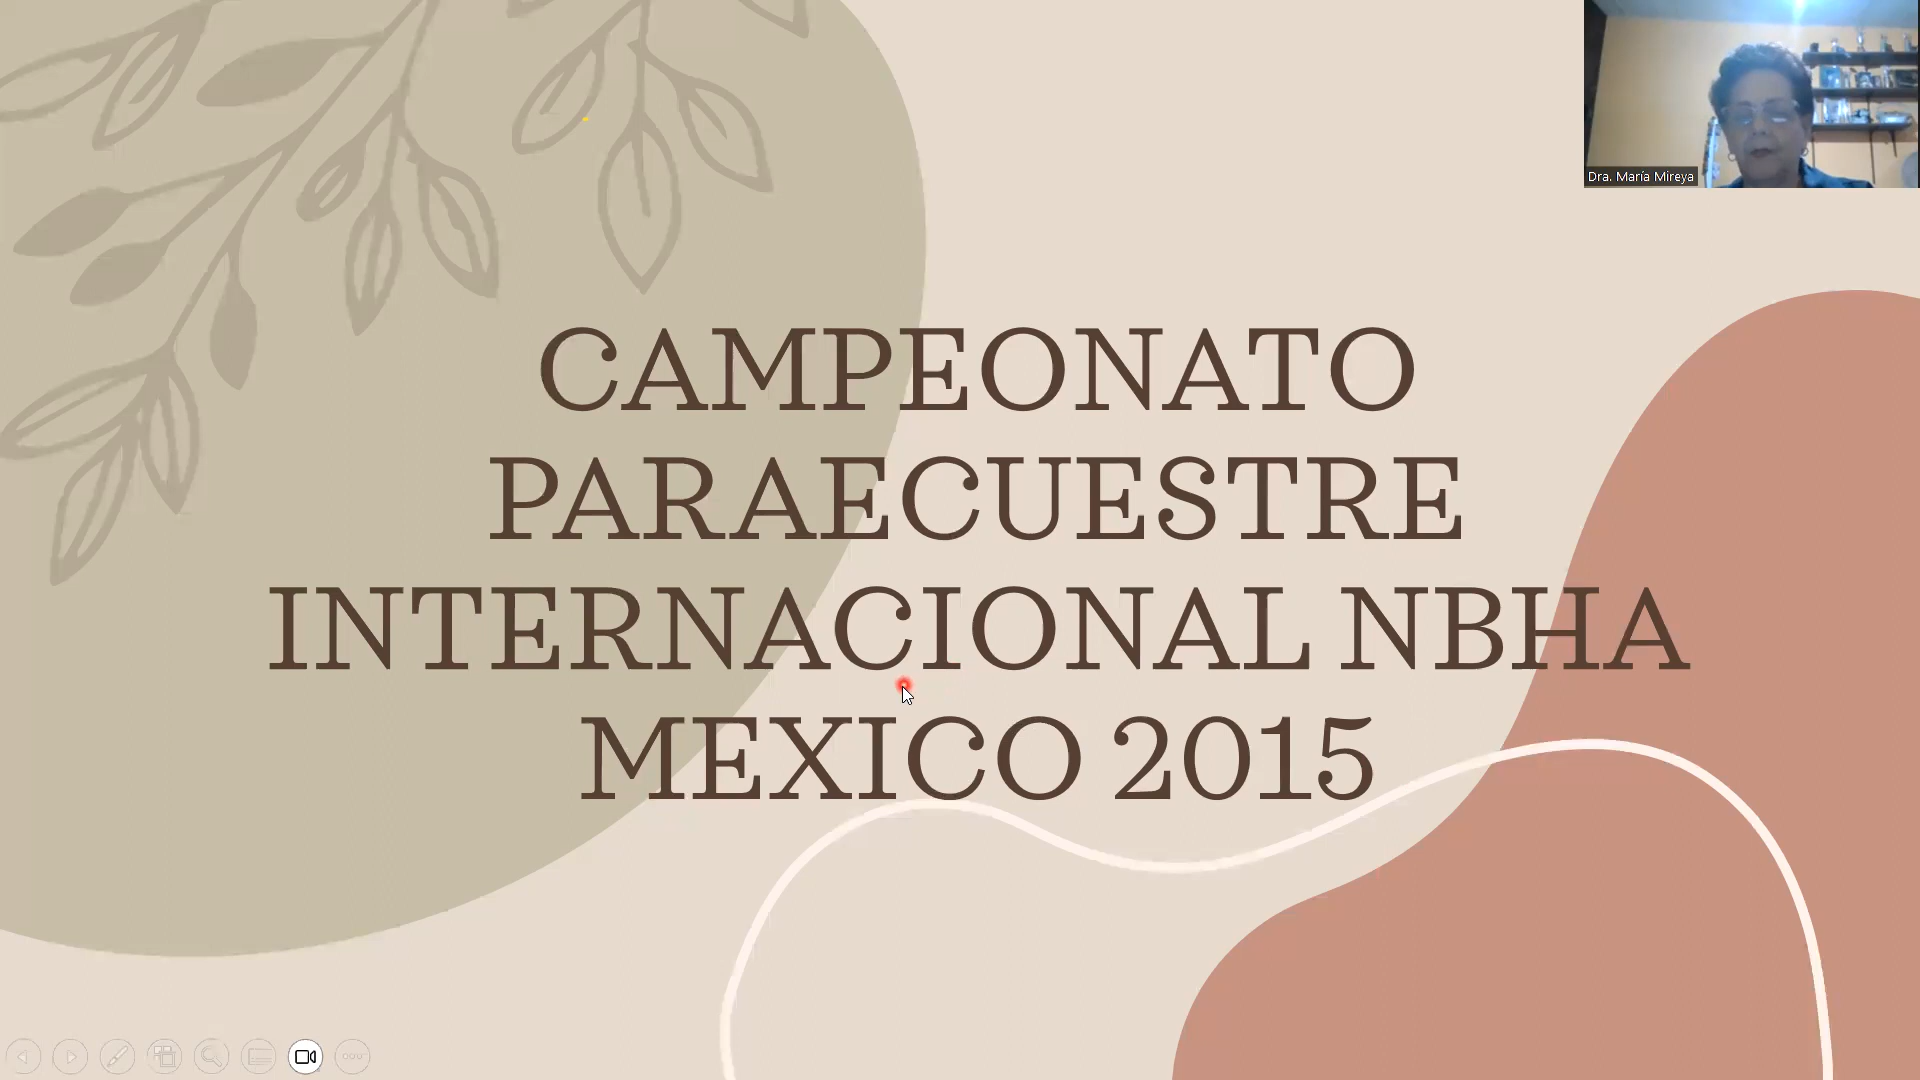 Dra. María Mireya
CAMPEONATO
PARAECUESTRE
INTERNACIONAL NBHA
MEXICO 2015